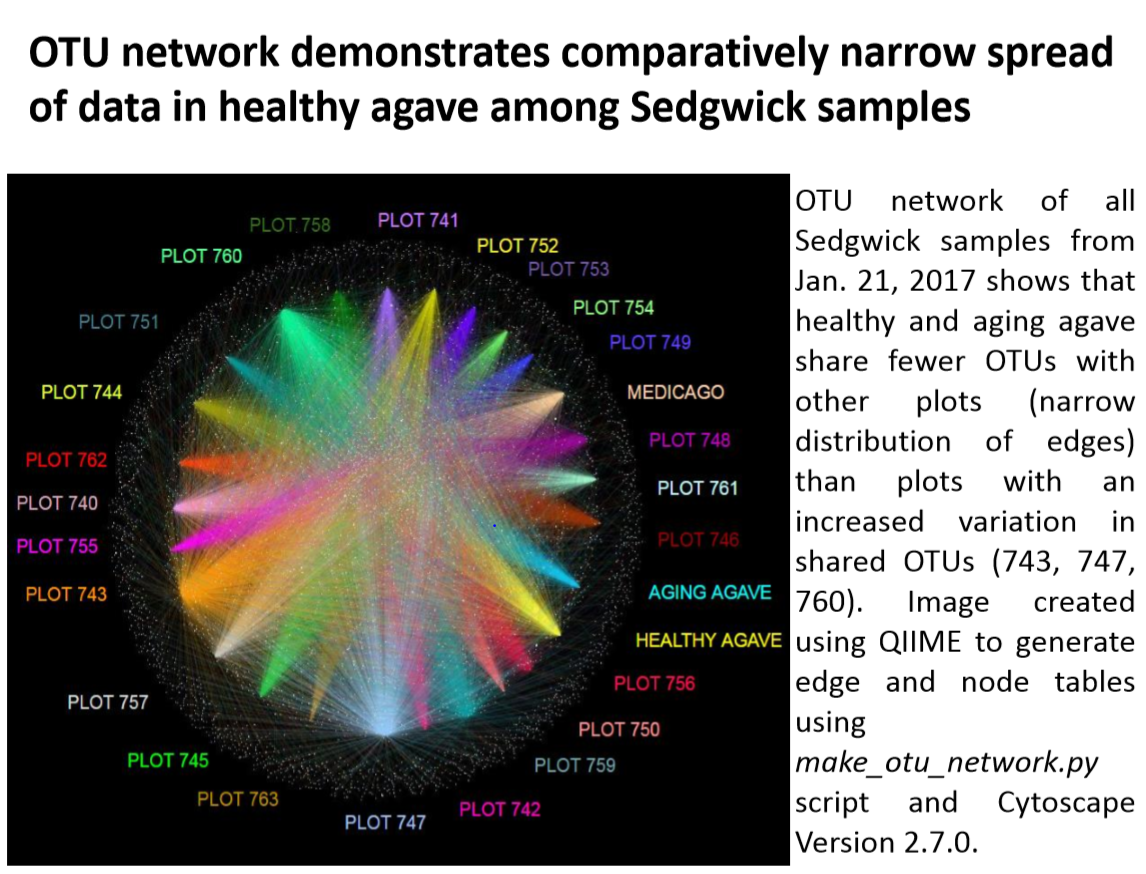 OTU network demonstrates comparatively narrow spread
of data in healthy agave among Sedgwick samples
PLOT 758
PLOT 741
PLOT 752
PLOT 760
PLOT 753
PLOT 754
PLOT 751
PLOT 749
PLOT 744
MEDICAGO
PLOT 748
PLOT 762
PLOT 761
PLOT 740
PLOT 746
PLOT 755
AGING AGAVE
PLOT 743
HEALTHY AGAVE
PLOT 756
PLOT 757
PLOT 750
PLOT 745
PLOT 759
PLOT 763
PLOT 742
PLOT 747
OTU network of all
Sedgwick samples from
Jan. 21, 2017 shows that
healthy and aging agave
share fewer OTUs with
other plots (narrow
distribution of edges)
than plots with an
increased variation in
shared OTUs (743, 747,
760). Image created
using QIIME to generate
edge and node tables
using
make_otu_network.py
script and Cytoscape
Version 2.7.0.